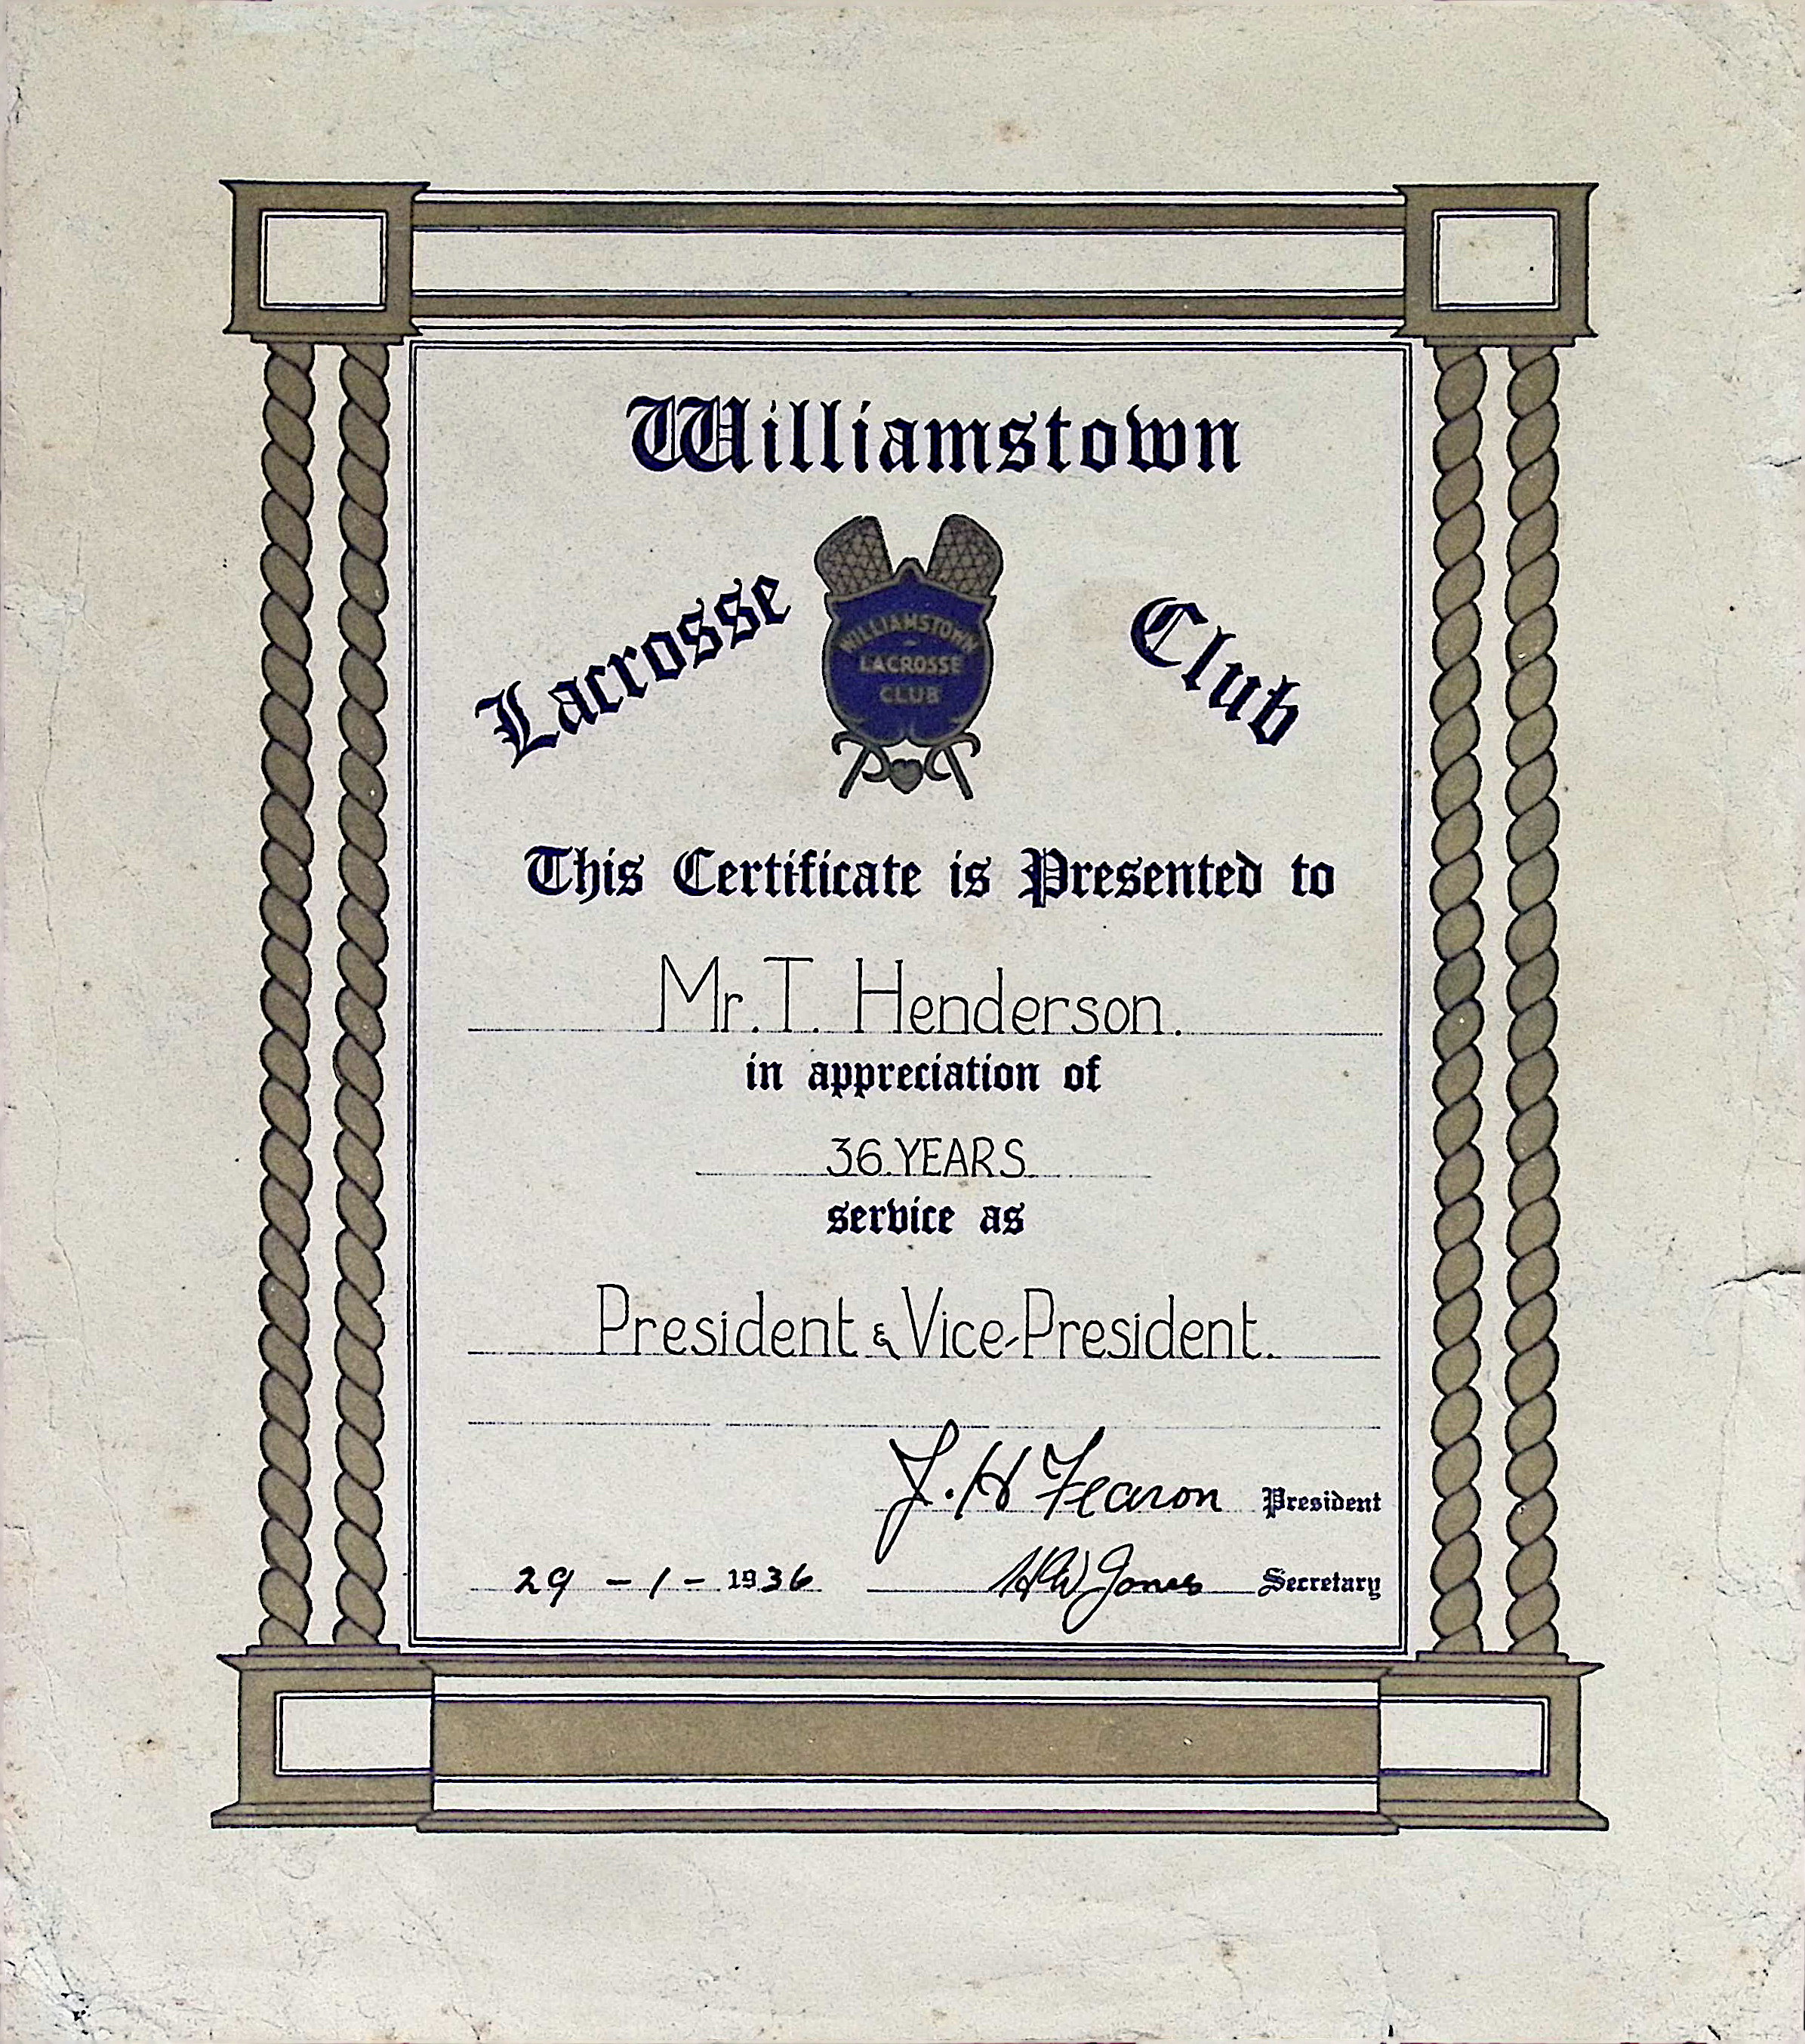 Williamstown
Lacrosse Club
WILLIAMSTOWN
LACROSSE
CLUB
This Certificate is Presented to
Mr. T. Henderson.
in appreciation of
36 YEARS
service as
President & Vice-President.
J. H Fearon President
29 - 1 - 1936 H W Jones Secretary